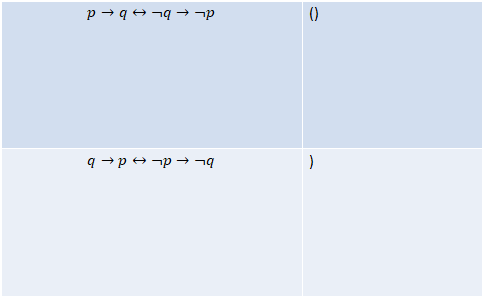 p → q ↔ ¬q → ¬p
()
q → p ↔ ¬p → ¬q
)